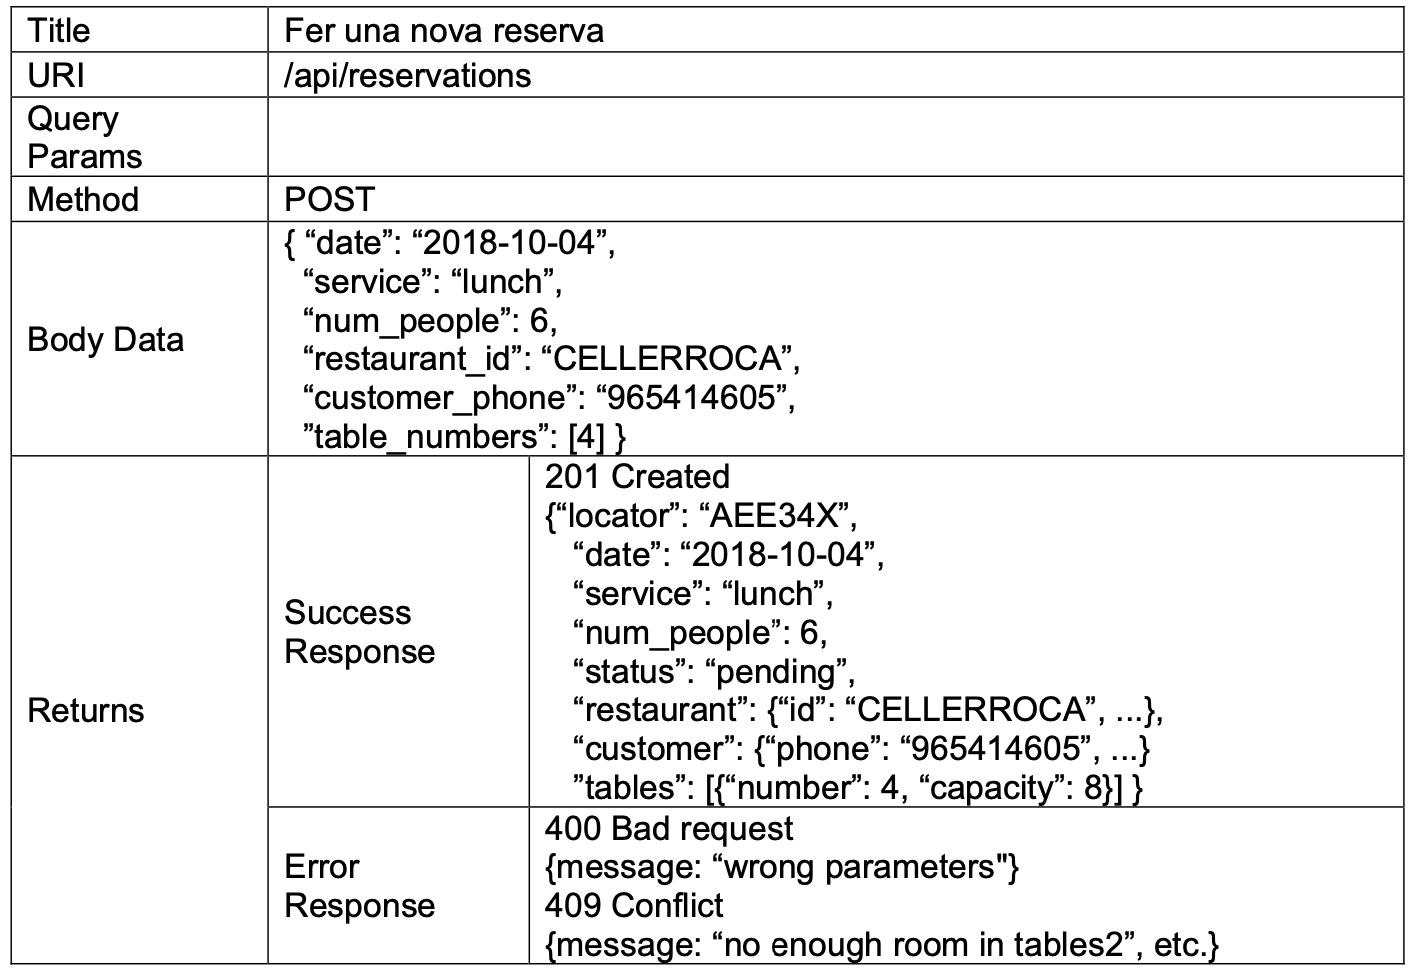 Title Fer una nova reserva
URI /api/reservations
Query
Params
Method POST
Body Data
{ “date”: “2018-10-04”,
“service”: “lunch”,
“num_people”: 6,
“restaurant_id”: “CELLERROCA”,
“customer_phone”: “965414605”,
”table_numbers”: [4] }
Returns
Success
Response
201 Created
{“locator”: “AEE34X”,
“date”: “2018-10-04”,
“service”: “lunch”,
“num_people”: 6,
“status”: “pending”,
“restaurant”: {“id”: “CELLERROCA”, ...},
“customer”: {“phone”: “965414605”, ...}
”tables”: [{“number”: 4, “capacity”: 8}] }
Error
Response
400 Bad request
{message: “wrong parameters"}
409 Conflict
{message: “no enough room in tables2”, etc.}